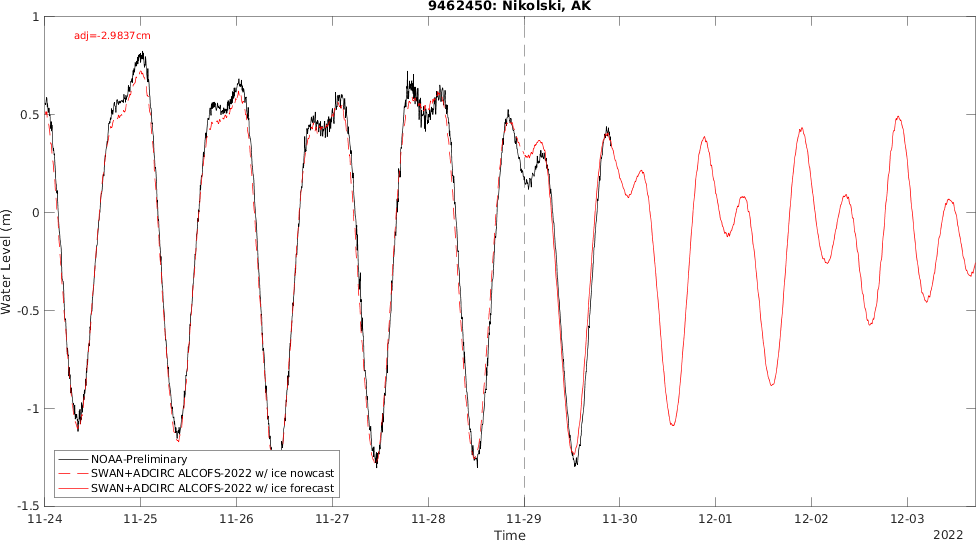 9462450: Nikolski, AK
adj=-2.9837cm
Water Level (m)
1
0.5
0
-0.5
-1
-1.5
NOAA-Preliminary
SWAN+ADCIRC ALCOFS-2022 w/ ice nowcast
SWAN+ADCIRC ALCOFS-2022 w/ ice forecast
11-24 11-25 11-26 11-27 11-28 11-29 11-30 12-01 12-02 12-03
Time
2022